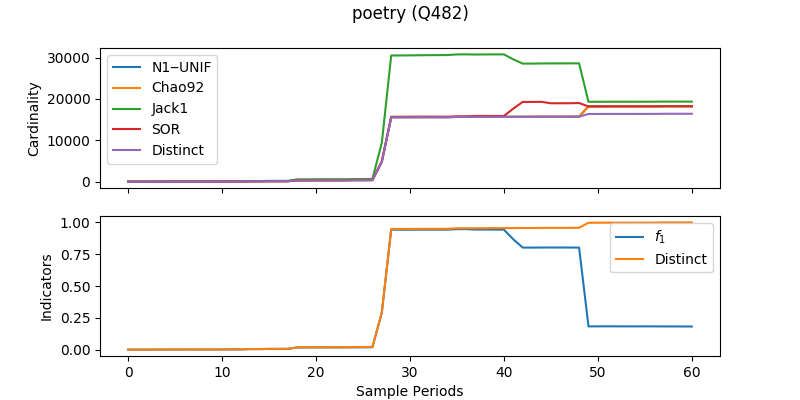 poetry (Q482)
Cardinality
30000
20000
10000
0
N1−UNIF
Chao92
Jack1
SOR
Distinct
Indicators
1.00
0.75
0.50
0.25
0.00
f₁
Distinct
0 10 20 30 40 50 60
Sample Periods